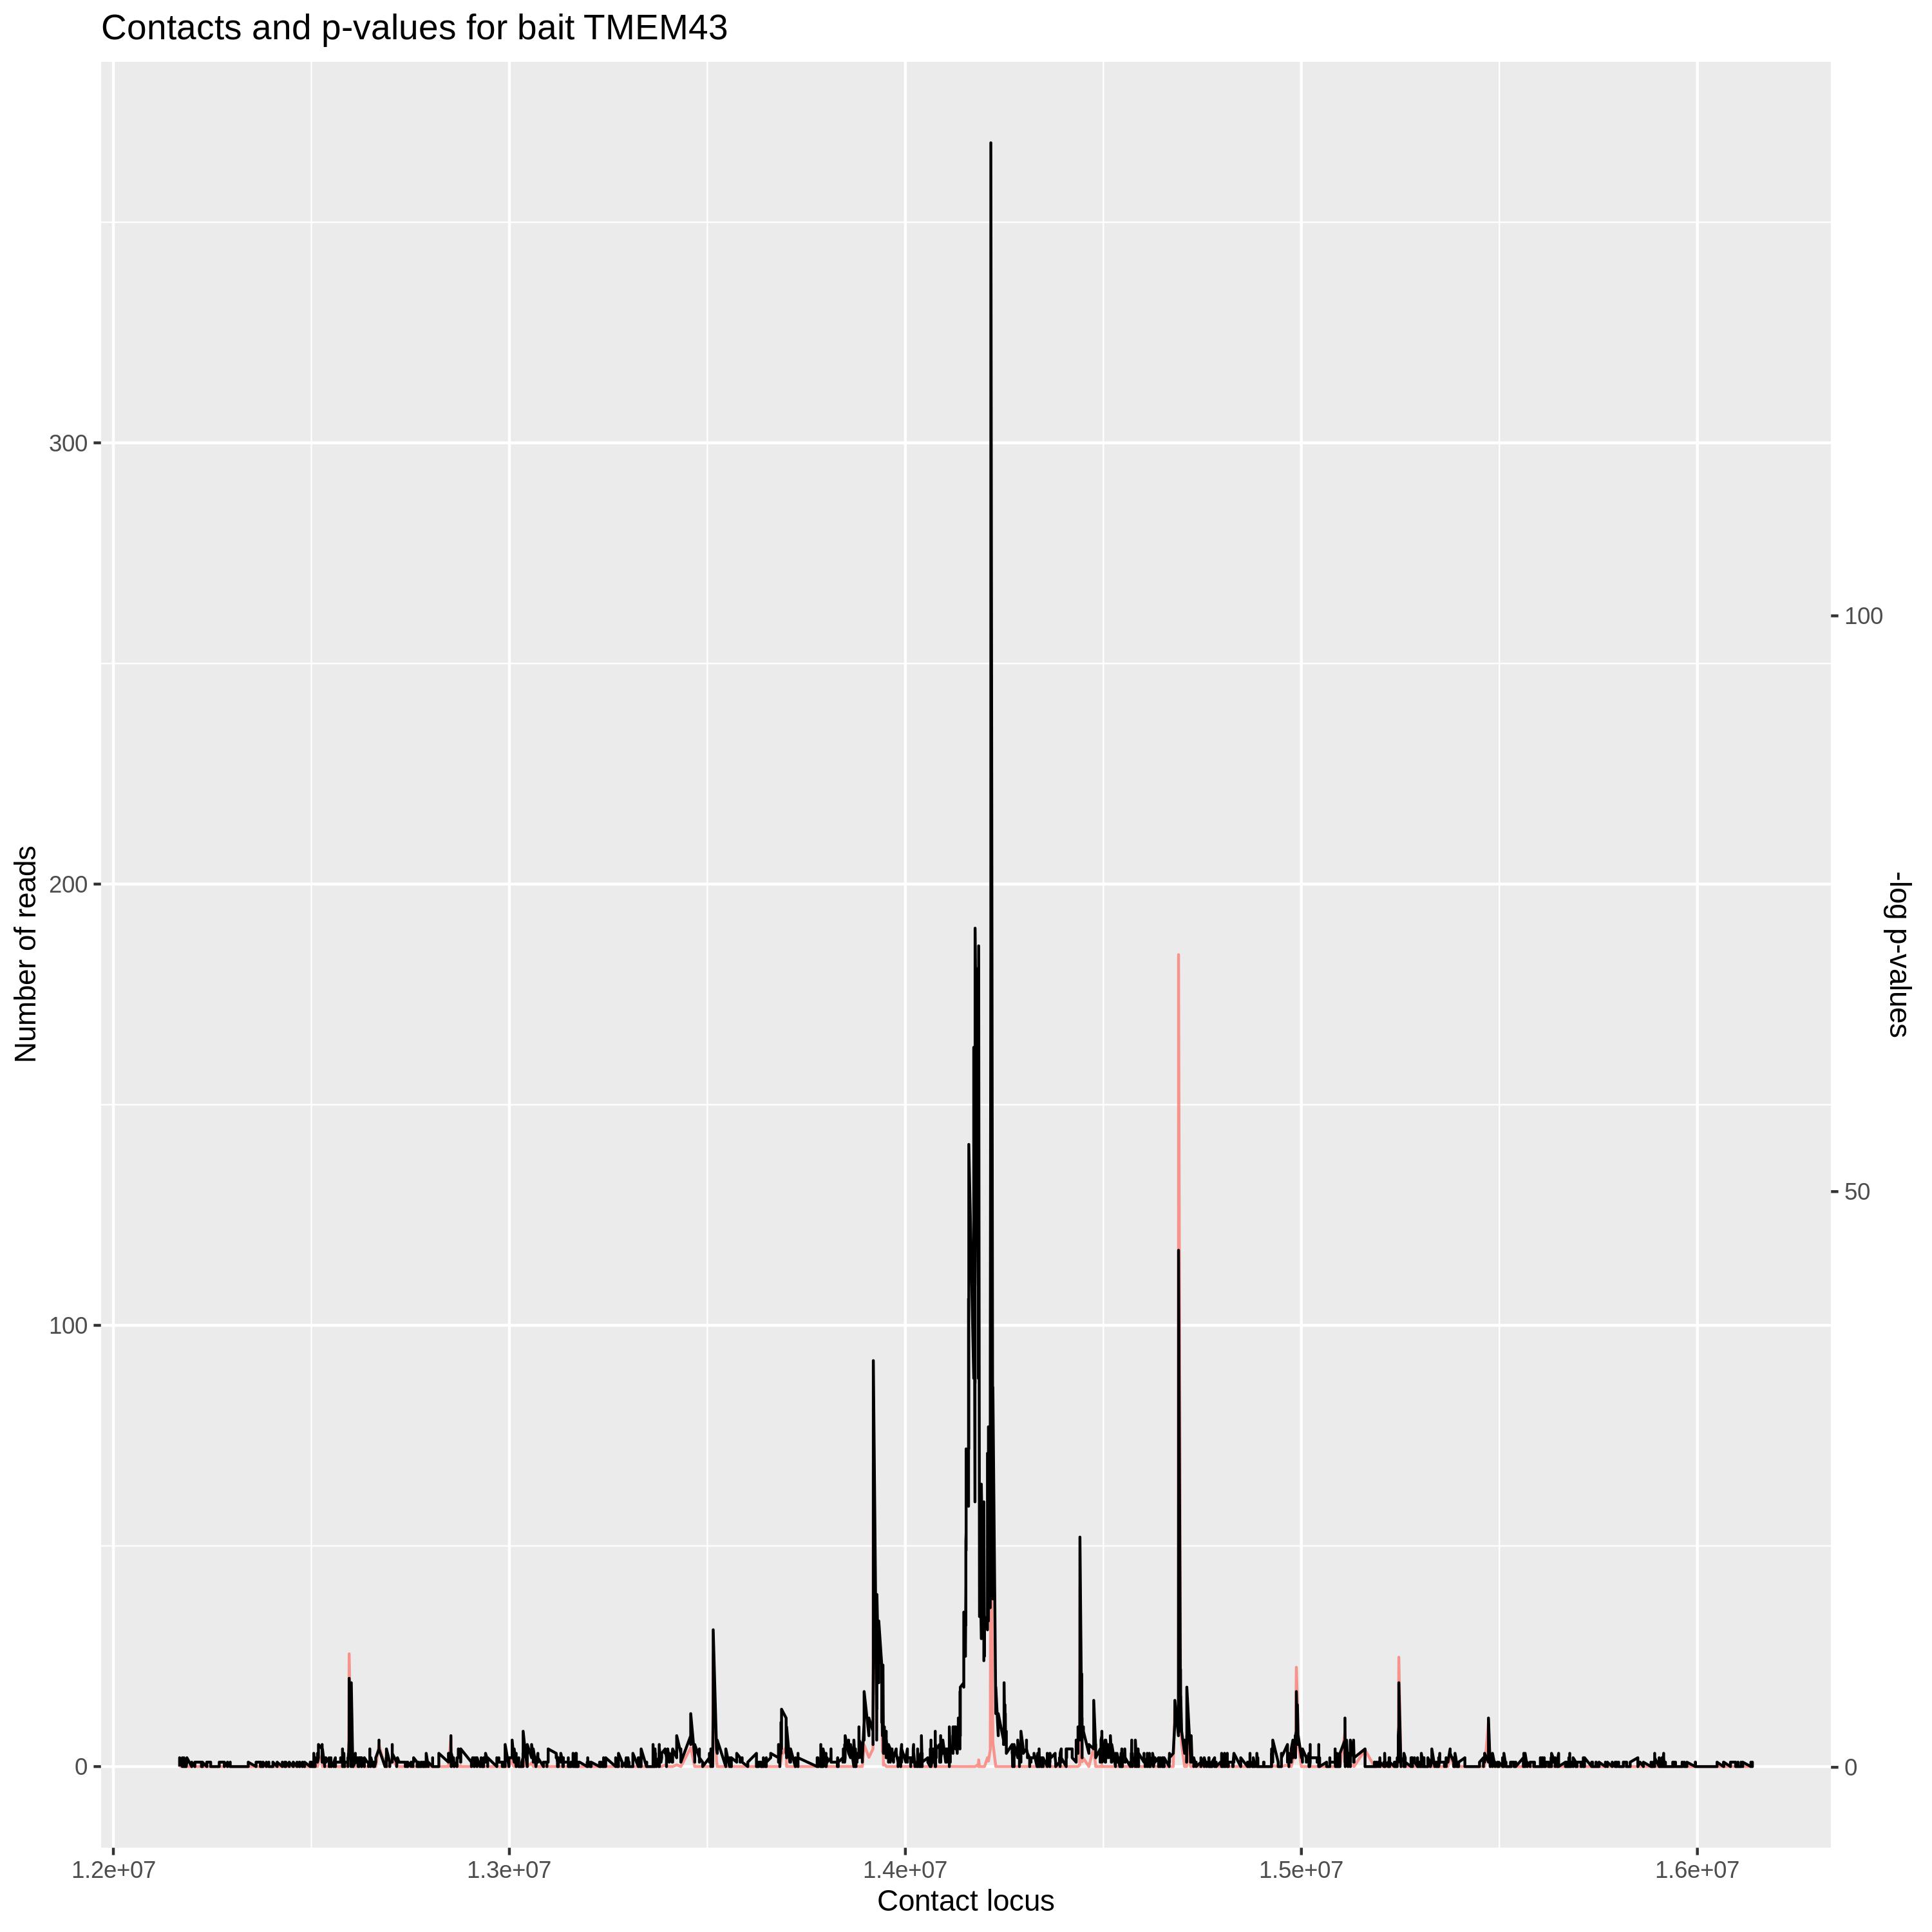 Contacts and p-values for bait TMEM43
Number of reads
300
200
100
0
100
50
0
-log p-values
1.2e+07
1.3e+07
1.4e+07
1.5e+07
1.6e+07
Contact locus